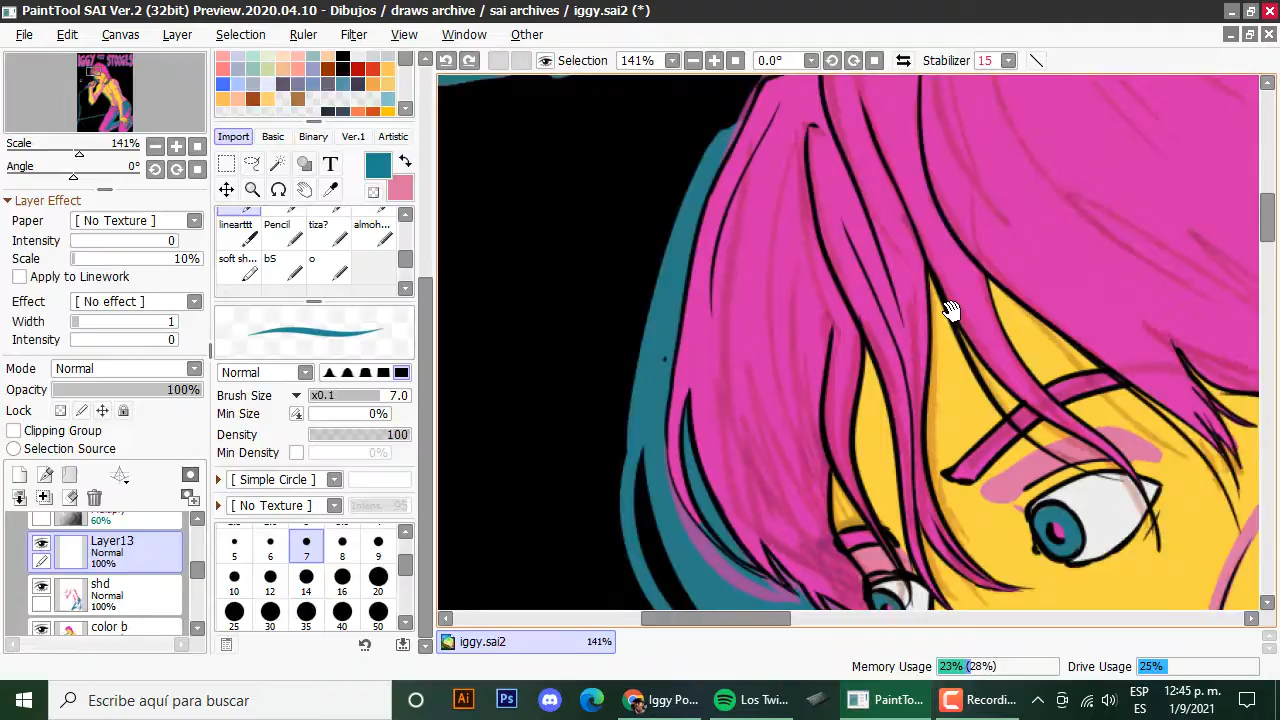 PaintTool SAI Ver.2 (32bit) Preview.2020.04.10 - Dibujos / draws archive / sai archives / iggy.sai2 (*)
File Edit Canvas Layer Selection Ruler Filter View Window Other
Selection 141% 0.0° Stabilizer 15
Scale 141%
Angle 0°
Layer Effect
Paper [ No Texture ]
Intensity 0
Scale 10%
Apply to Linework
Effect [ No effect ]
Width 1
Intensity 0
Mode Normal
Opacity 100%
Lock
Clipping Group
Selection Source
60%
Layer13
Normal
100%
shd
Normal
100%
color b
Import Basic Binary Ver.1 Artistic
T
linearttt Pencil tiza? almoh...
soft sh... b5 o
Normal
Brush Size x0.1 7.0
Min Size 0%
Density 100
Min Density 0%
[ Simple Circle ]
[ No Texture ] Intens. 95
5 6 7 8 9
10 12 14 16 20
25 30 35 40 50
iggy.sai2 141%
Memory Usage 23% (28%) Drive Usage 25%
Escribe aquí para buscar
Ai Ps Iggy Po... Los Twi... PaintTo... Recordi...
ESP
ES
12:45 p. m.
1/9/2021